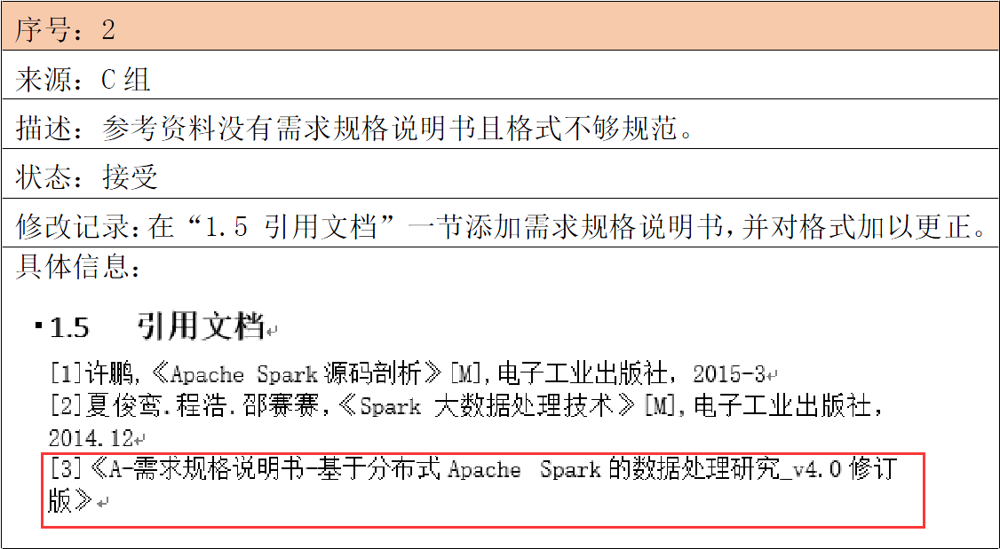 序号：2
来源：C 组
描述：参考资料没有需求规格说明书且格式不够规范。
状态：接受
修改记录：在“1.5 引用文档”一节添加需求规格说明书，并对格式加以更正。
具体信息：
1.5 引用文档
[1]许鹏,《Apache Spark 源码剖析》[M],电子工业出版社，2015-3
[2]夏俊鸾.程浩.邵赛赛,《Spark 大数据处理技术》[M],电子工业出版社，
2014.12
[3]《A-需求规格说明书-基于分布式 Apache Spark 的数据处理研究_v4.0 修订
版》